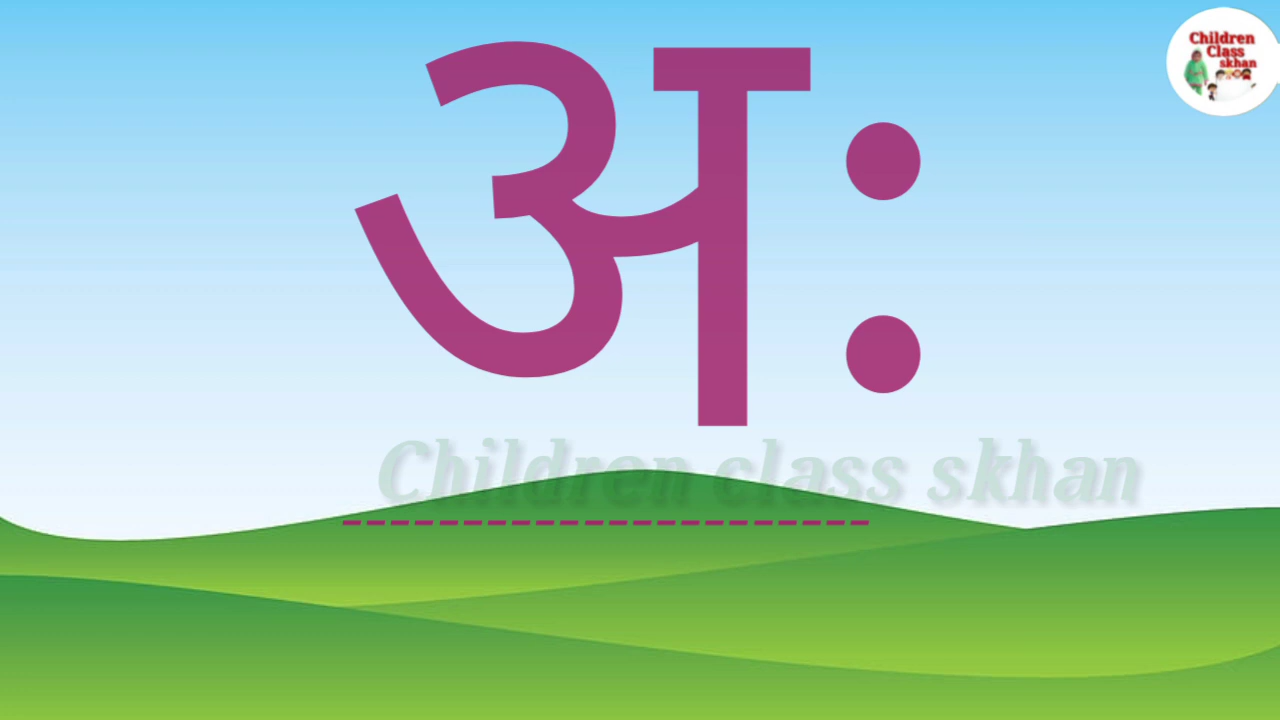 अः
Children
Class
skhan
Children class skhan